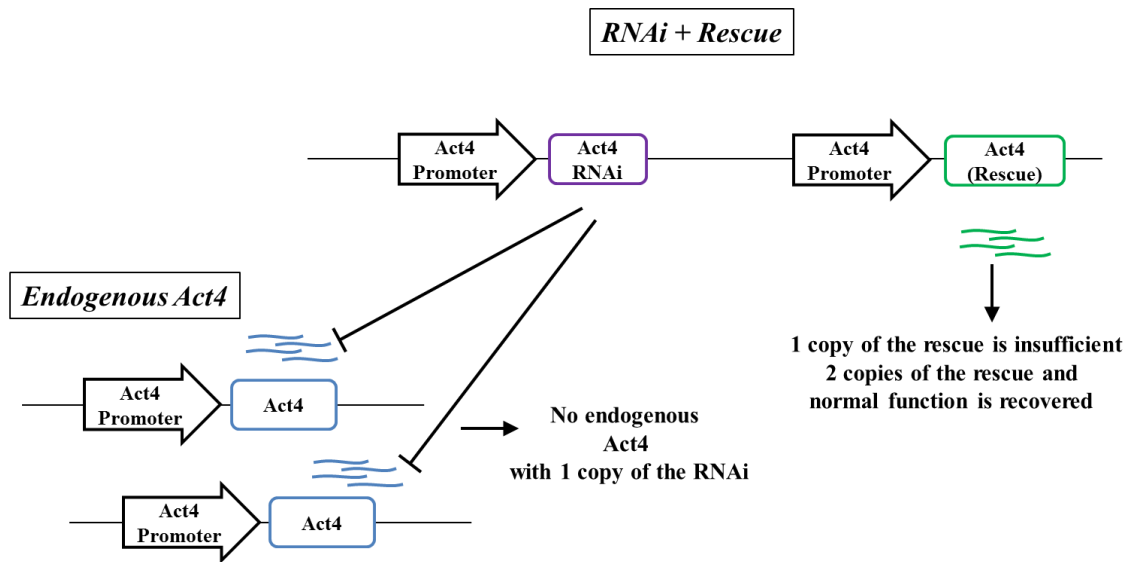 RNAi + Rescue
Act4
Promoter
Act4
RNAi
Act4
Promoter
Act4
(Rescue)
Endogenous Act4
1 copy of the rescue is insufficient
2 copies of the rescue and
normal function is recovered
Act4
Promoter
Act4
No endogenous
Act4
with 1 copy of the RNAi
Act4
Promoter
Act4